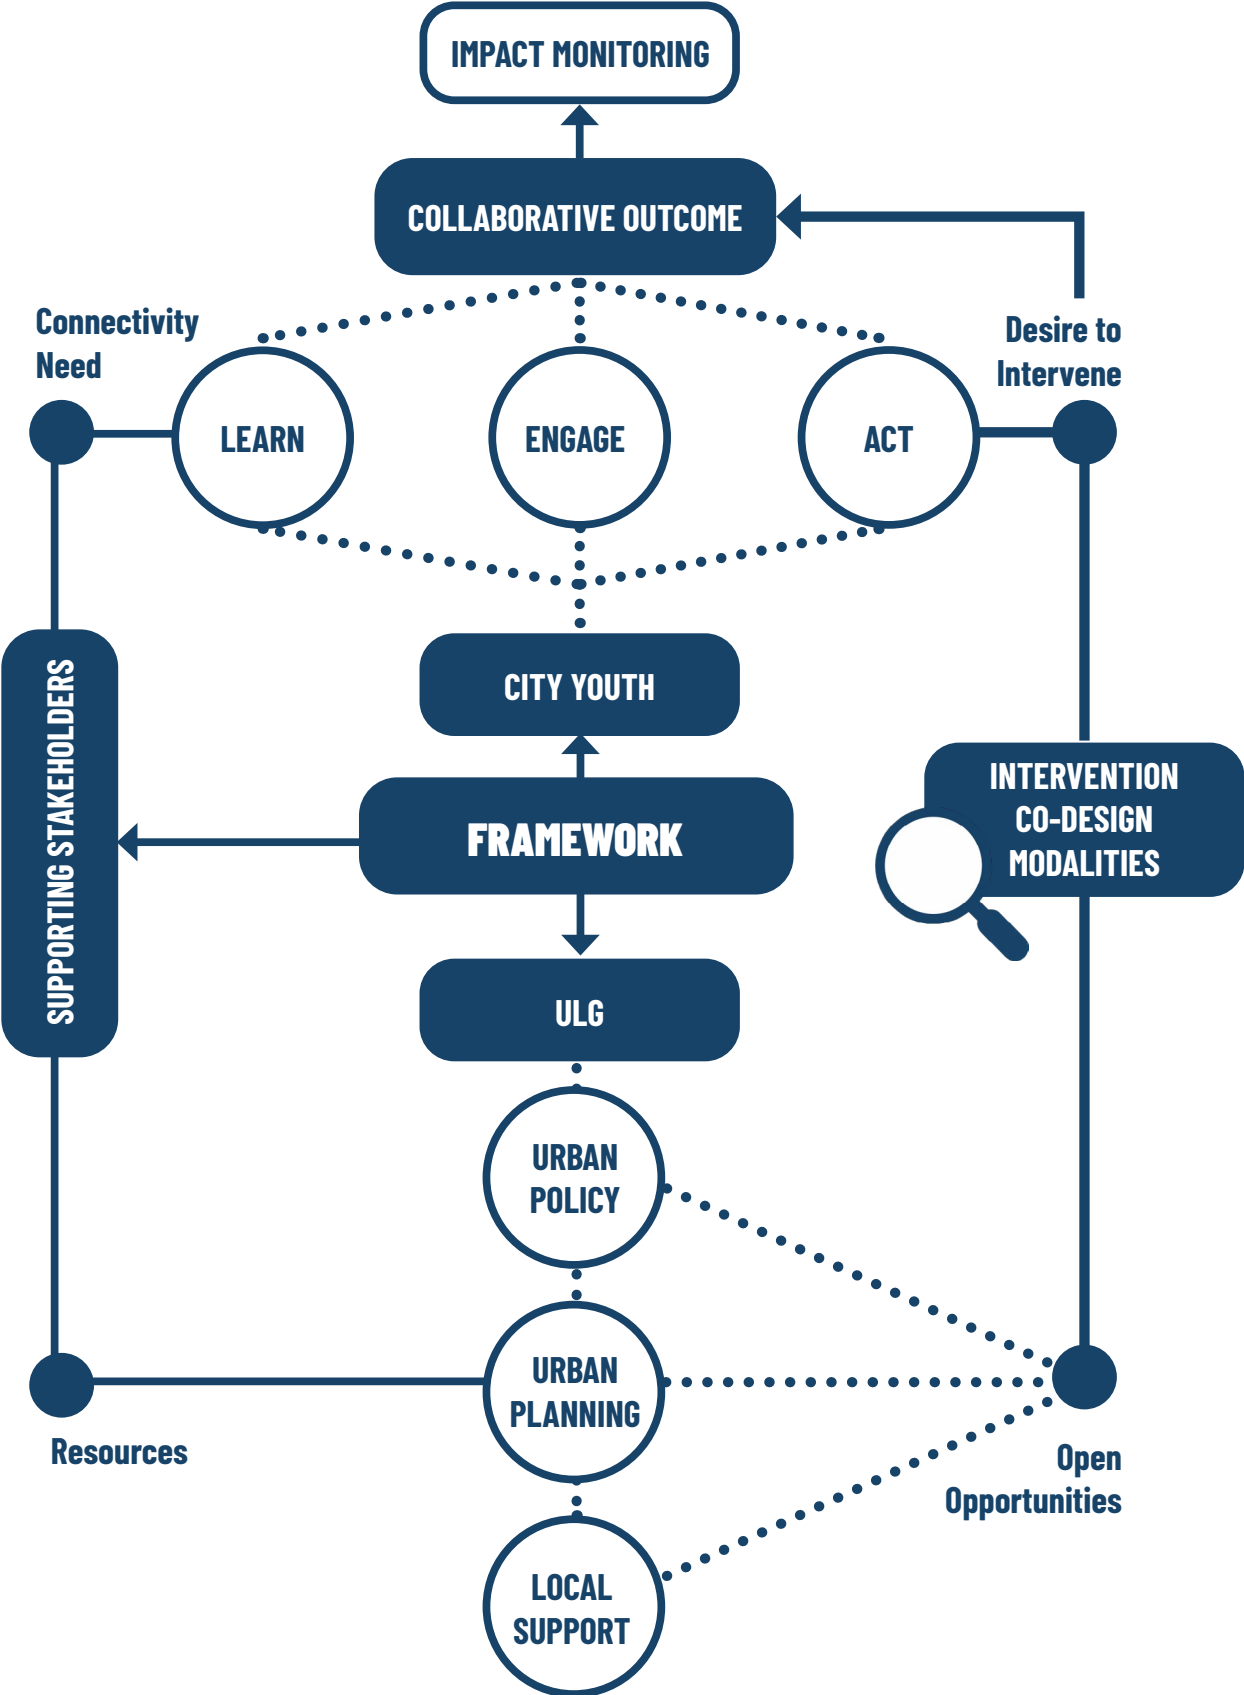 IMPACT MONITORING
COLLABORATIVE OUTCOME
Connectivity
Need
Desire to
Intervene
LEARN
ENGAGE
ACT
CITY YOUTH
SUPPORTING STAKEHOLDERS
FRAMEWORK
INTERVENTION
CO-DESIGN
MODALITIES
ULG
URBAN
POLICY
URBAN
PLANNING
Resources
Open
Opportunities
LOCAL
SUPPORT